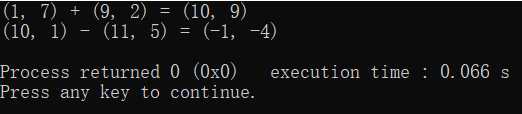 (1, 7) + (9, 2) = (10, 9)
(10, 1) - (11, 5) = (-1, -4)
Process returned 0 (0x0)   execution time : 0.066 s
Press any key to continue.